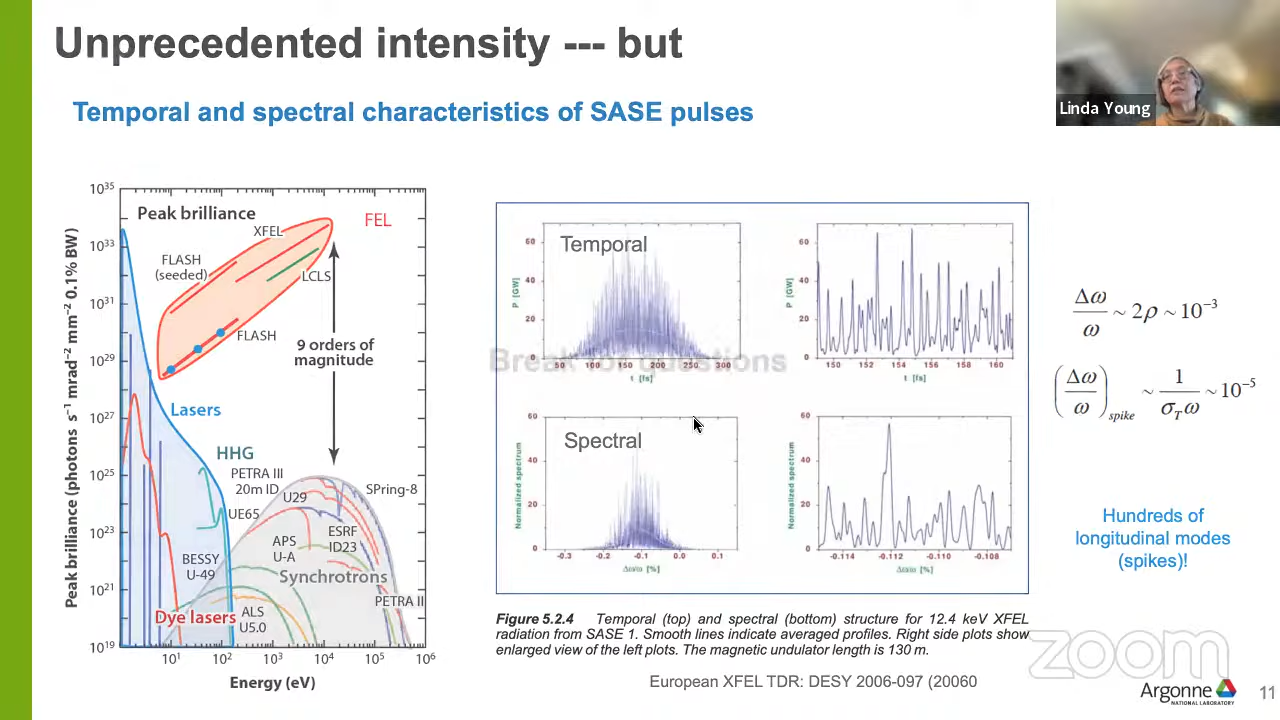 Unprecedented intensity --- but
Temporal and spectral characteristics of SASE pulses
Linda Young
Peak brilliance (photons s⁻¹ mrad⁻² mm⁻² 0.1% BW)
10³⁵
10³³
10³¹
10²⁹
10²⁷
10²⁵
10²³
10²¹
10¹⁹
Peak brilliance
FEL
XFEL
FLASH
(seeded)
LCLS
FLASH
9 orders of
magnitude
Lasers
HHG
PETRA III
20m ID
U29
SPring-8
UE65
ESRF
ID23
APS
U-A
BESSY
U-49
Synchrotrons
PETRA II
Dye lasers
ALS
U5.0
10¹ 10² 10³ 10⁴ 10⁵ 10⁶
Energy (eV)
Temporal
P [GW]
60
40
20
0
50 100 150 200 250 300
t [fs]
P [GW]
60
40
20
0
150 152 154 156 158 160
t [fs]
Break for questions
Spectral
Normalized spectrum
60
40
20
0
-0.3 -0.2 -0.1 0.0 0.1
Δω/ω [%]
Normalized spectrum
60
40
20
0
-0.114 -0.112 -0.110 -0.108
Δω/ω [%]
Figure 5.2.4 Temporal (top) and spectral (bottom) structure for 12.4 keV XFEL
radiation from SASE 1. Smooth lines indicate averaged profiles. Right side plots show
enlarged view of the left plots. The magnetic undulator length is 130 m.
European XFEL TDR: DESY 2006-097 (20060
Δω/ω ~ 2ρ ~ 10⁻³
(Δω/ω)spike ~ 1/σ_T ω ~ 10⁻⁵
Hundreds of
longitudinal modes
(spikes)!
zoom
Argonne
NATIONAL LABORATORY
11